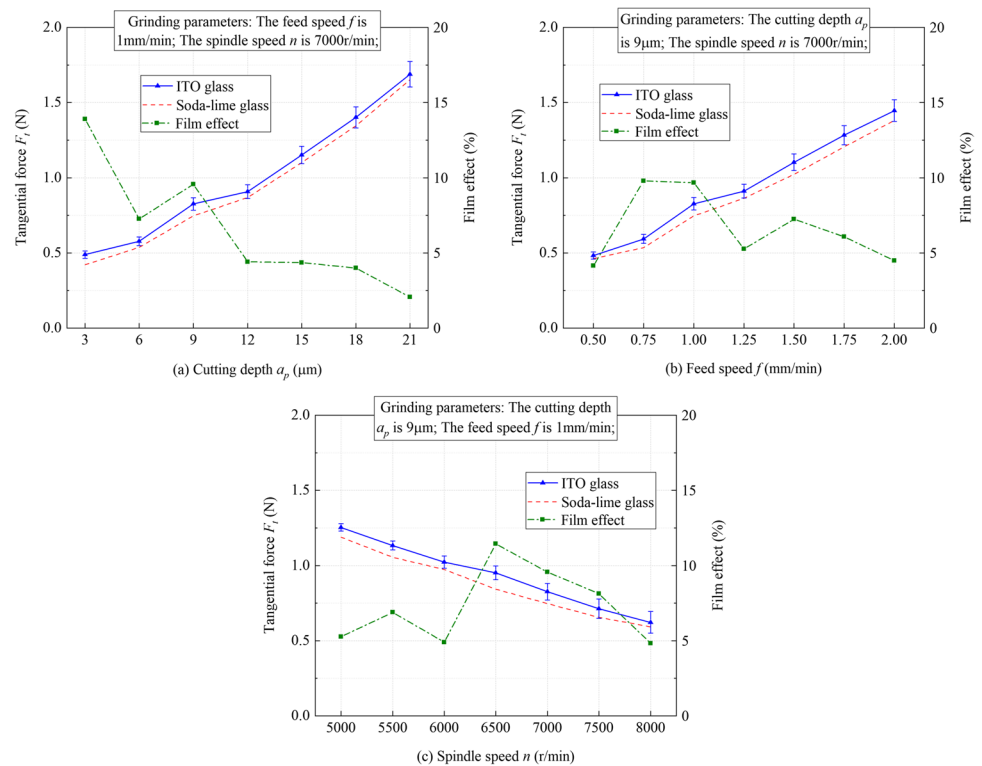 Grinding parameters: The feed speed f is
1mm/min; The spindle speed n is 7000r/min;
ITO glass
Soda-lime glass
Film effect
Tangential force Ft (N)
Film effect (%)
2.0
1.5
1.0
0.5
0.0
20
15
10
5
0
3 6 9 12 15 18 21
(a) Cutting depth ap (μm)
Grinding parameters: The cutting depth ap
is 9μm; The spindle speed n is 7000r/min;
ITO glass
Soda-lime glass
Film effect
Tangential force Ft (N)
Film effect (%)
2.0
1.5
1.0
0.5
0.0
20
15
10
5
0
0.50 0.75 1.00 1.25 1.50 1.75 2.00
(b) Feed speed f (mm/min)
Grinding parameters: The cutting depth
ap is 9μm; The feed speed f is 1mm/min;
ITO glass
Soda-lime glass
Film effect
Tangential force Ft (N)
Film effect (%)
2.0
1.5
1.0
0.5
0.0
20
15
10
5
0
5000 5500 6000 6500 7000 7500 8000
(c) Spindle speed n (r/min)